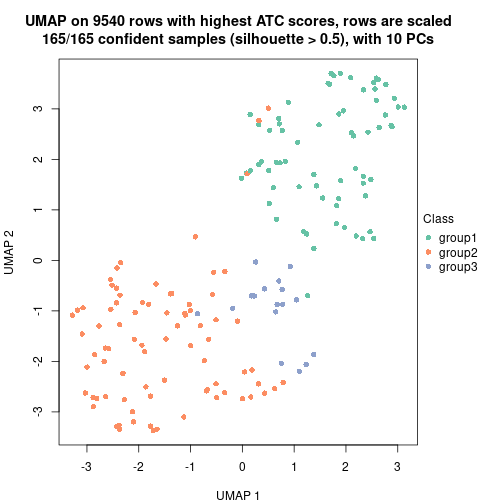 UMAP on 9540 rows with highest ATC scores, rows are scaled
165/165 confident samples (silhouette > 0.5), with 10 PCs
3
2
1
0
-1
-2
-3
UMAP 2
-3 -2 -1 0 1 2 3
UMAP 1
Class
group1
group2
group3